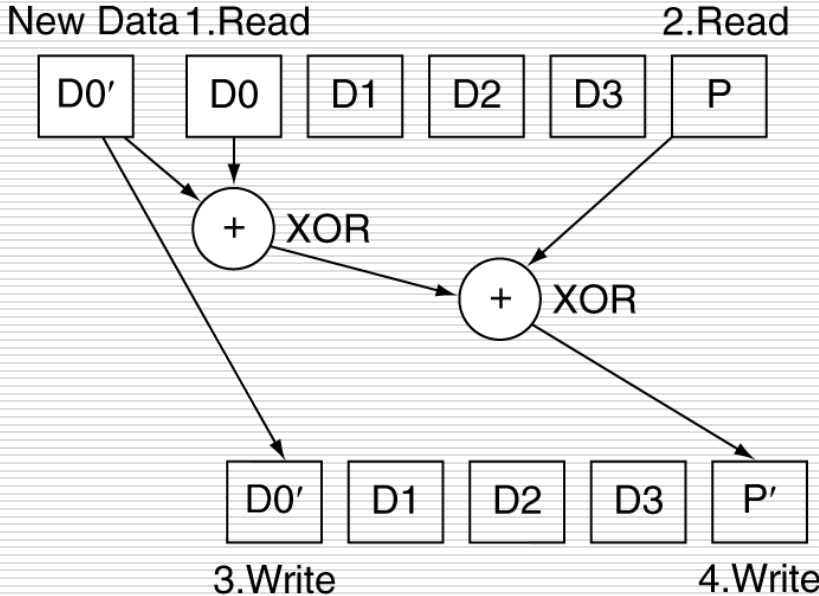 New Data 1.Read 2.Read
D0′ D0 D1 D2 D3 P
+ XOR
+ XOR
D0′ D1 D2 D3 P′
3.Write 4.Write